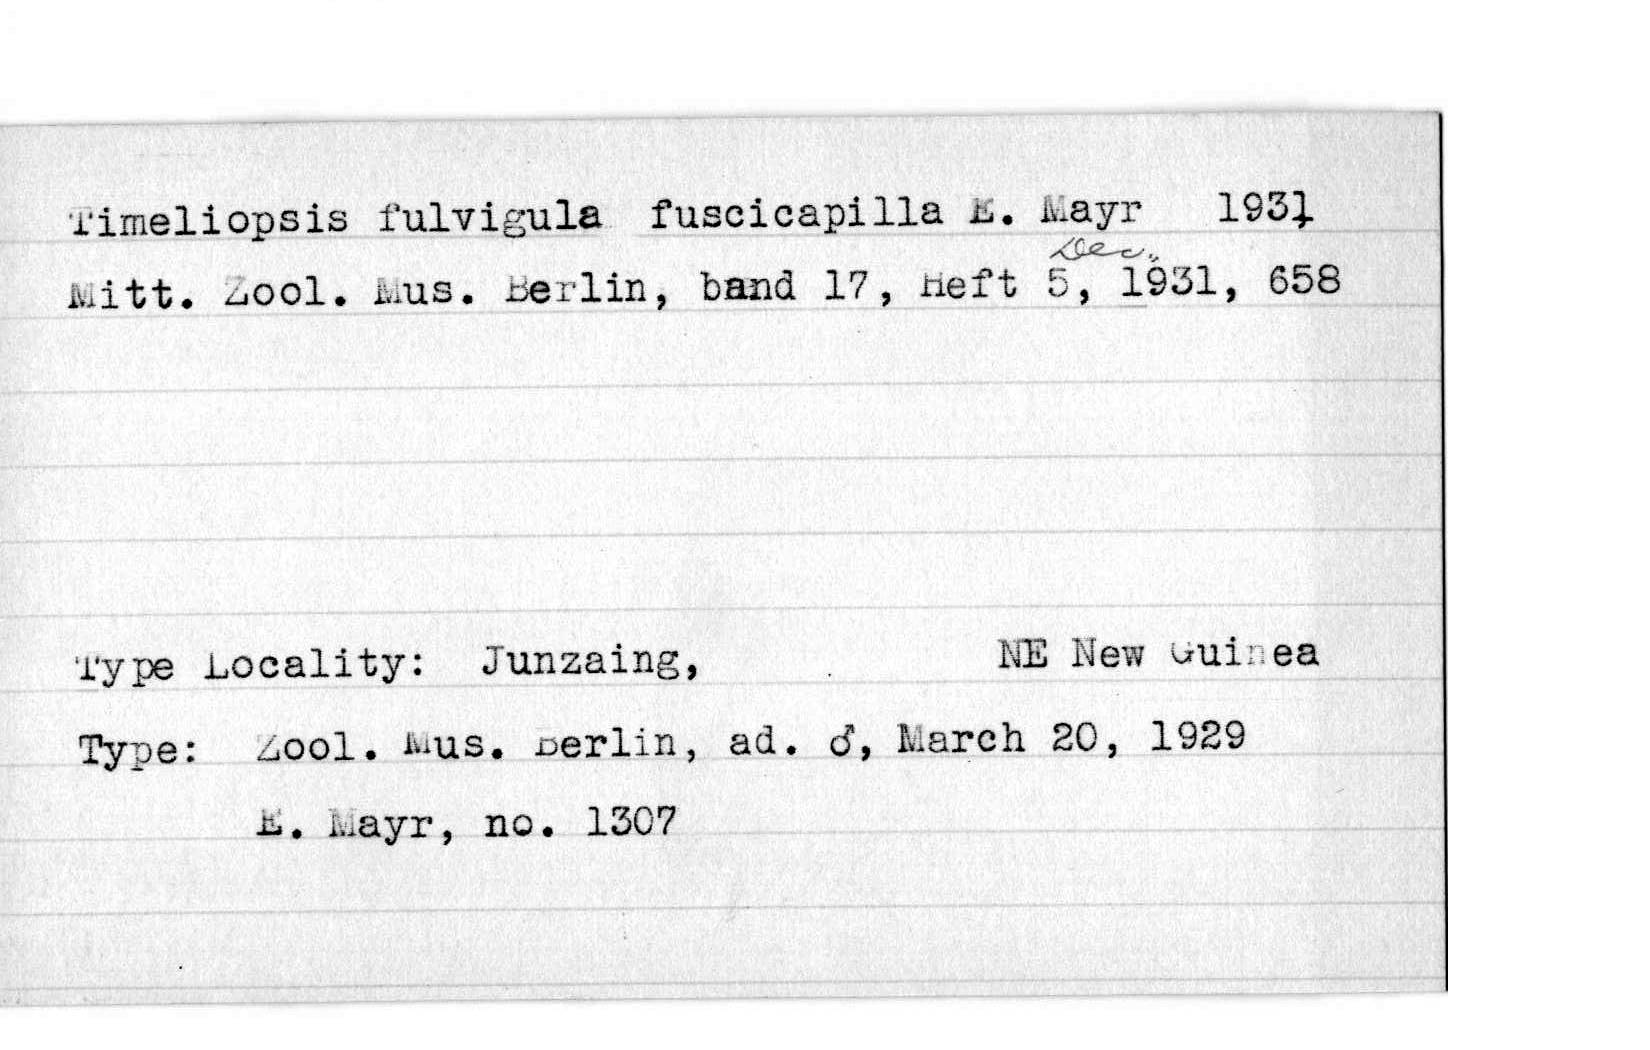 Timeliopsis fulvigula fuscicapilla E. Mayr 1931
Dec.,
Mitt. Zool. Mus. Berlin, band 17, Heft 5, 1931, 658
Type Locality: Junzaing, NE New Guinea
Type: Zool. Mus. Berlin, ad. ♂, March 20, 1929
E. Mayr, no. 1307